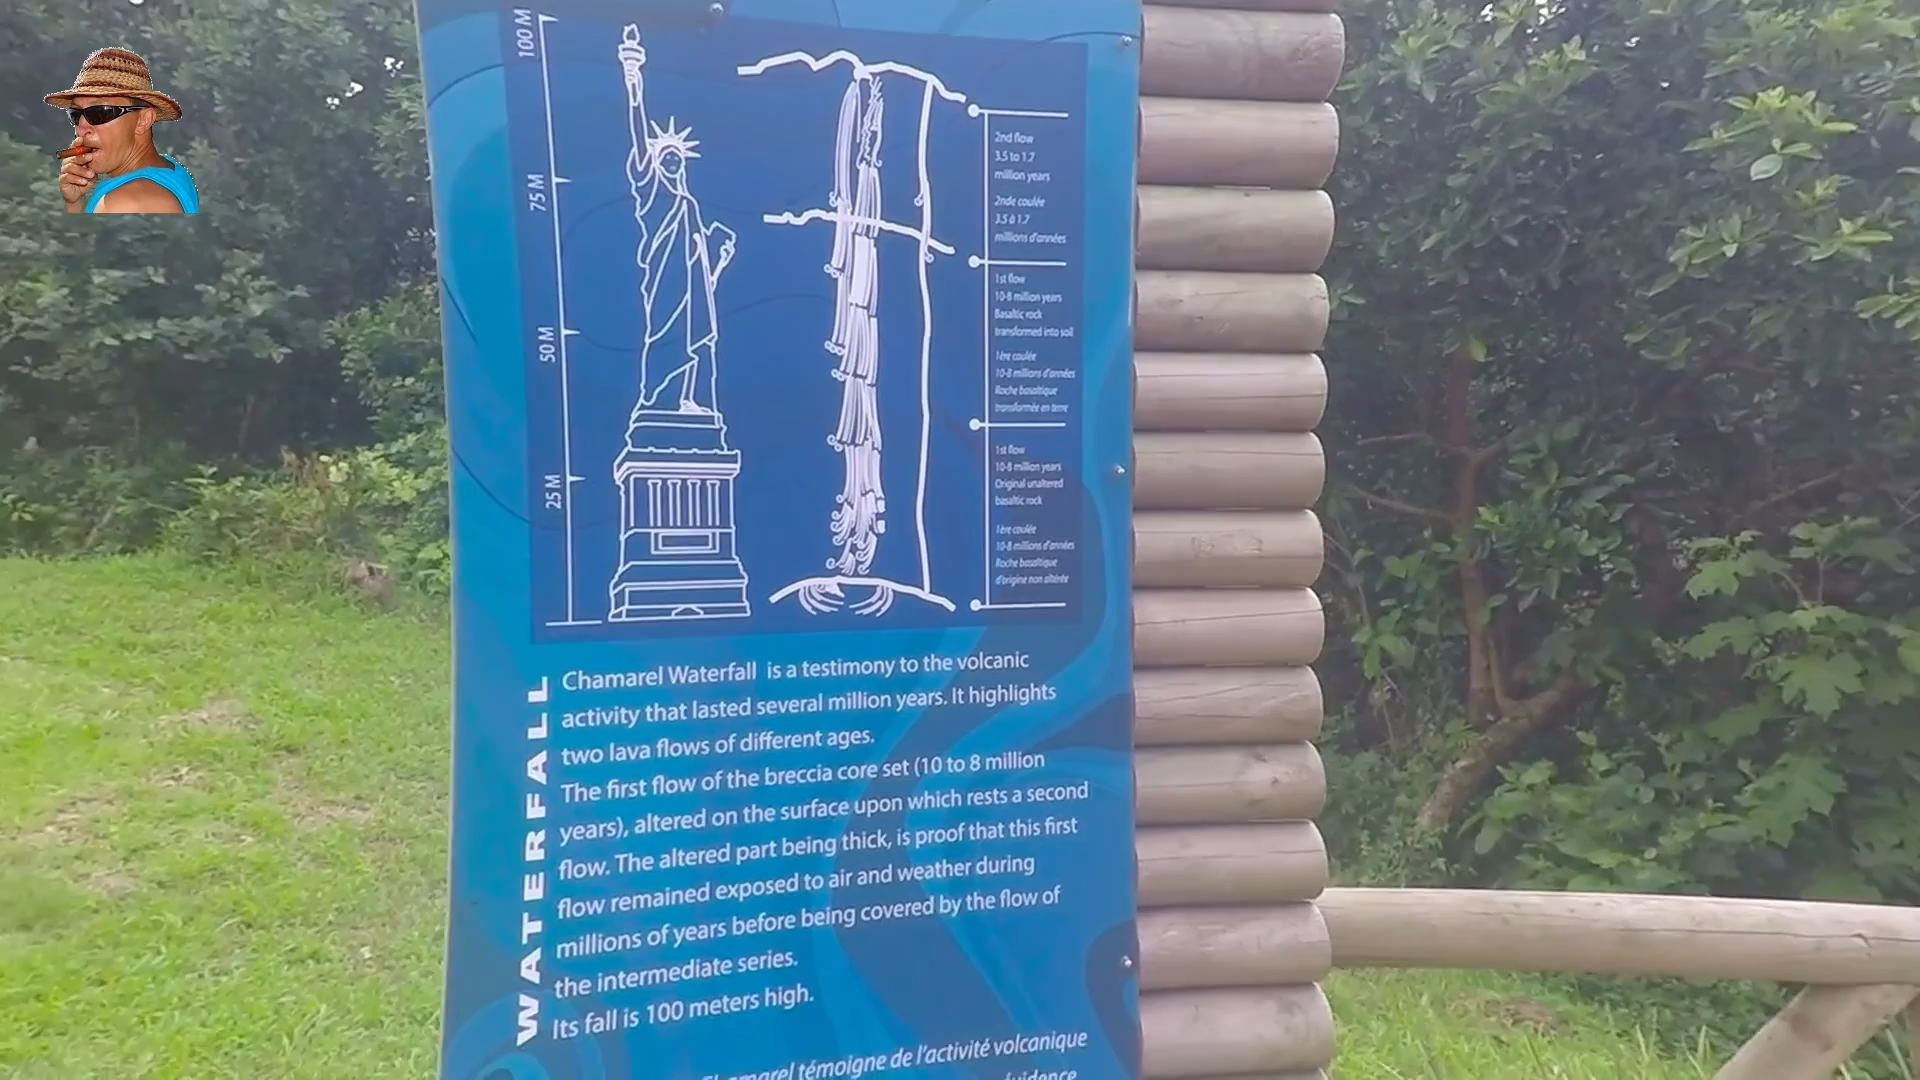 100 M
75 M
50 M
25 M
2nd flow
3.5 to 1.7
million years
2nde coulée
3.5 à 1.7
millions d'années
1st flow
10-8 million years
Basaltic rock
transformed into soil
1ère coulée
10-8 millions d'années
Roche basaltique
transformée en terre
1st flow
10-8 million years
Original unaltered
basaltic rock
1ère coulée
10-8 millions d'années
Roche basaltique
d'origine non altérée
WATERFALL
Chamarel Waterfall is a testimony to the volcanic
activity that lasted several million years. It highlights
two lava flows of different ages.
The first flow of the breccia core set (10 to 8 million
years), altered on the surface upon which rests a second
flow. The altered part being thick, is proof that this first
flow remained exposed to air and weather during
millions of years before being covered by the flow of
the intermediate series.
Its fall is 100 meters high.
témoigne de l'activité volcanique